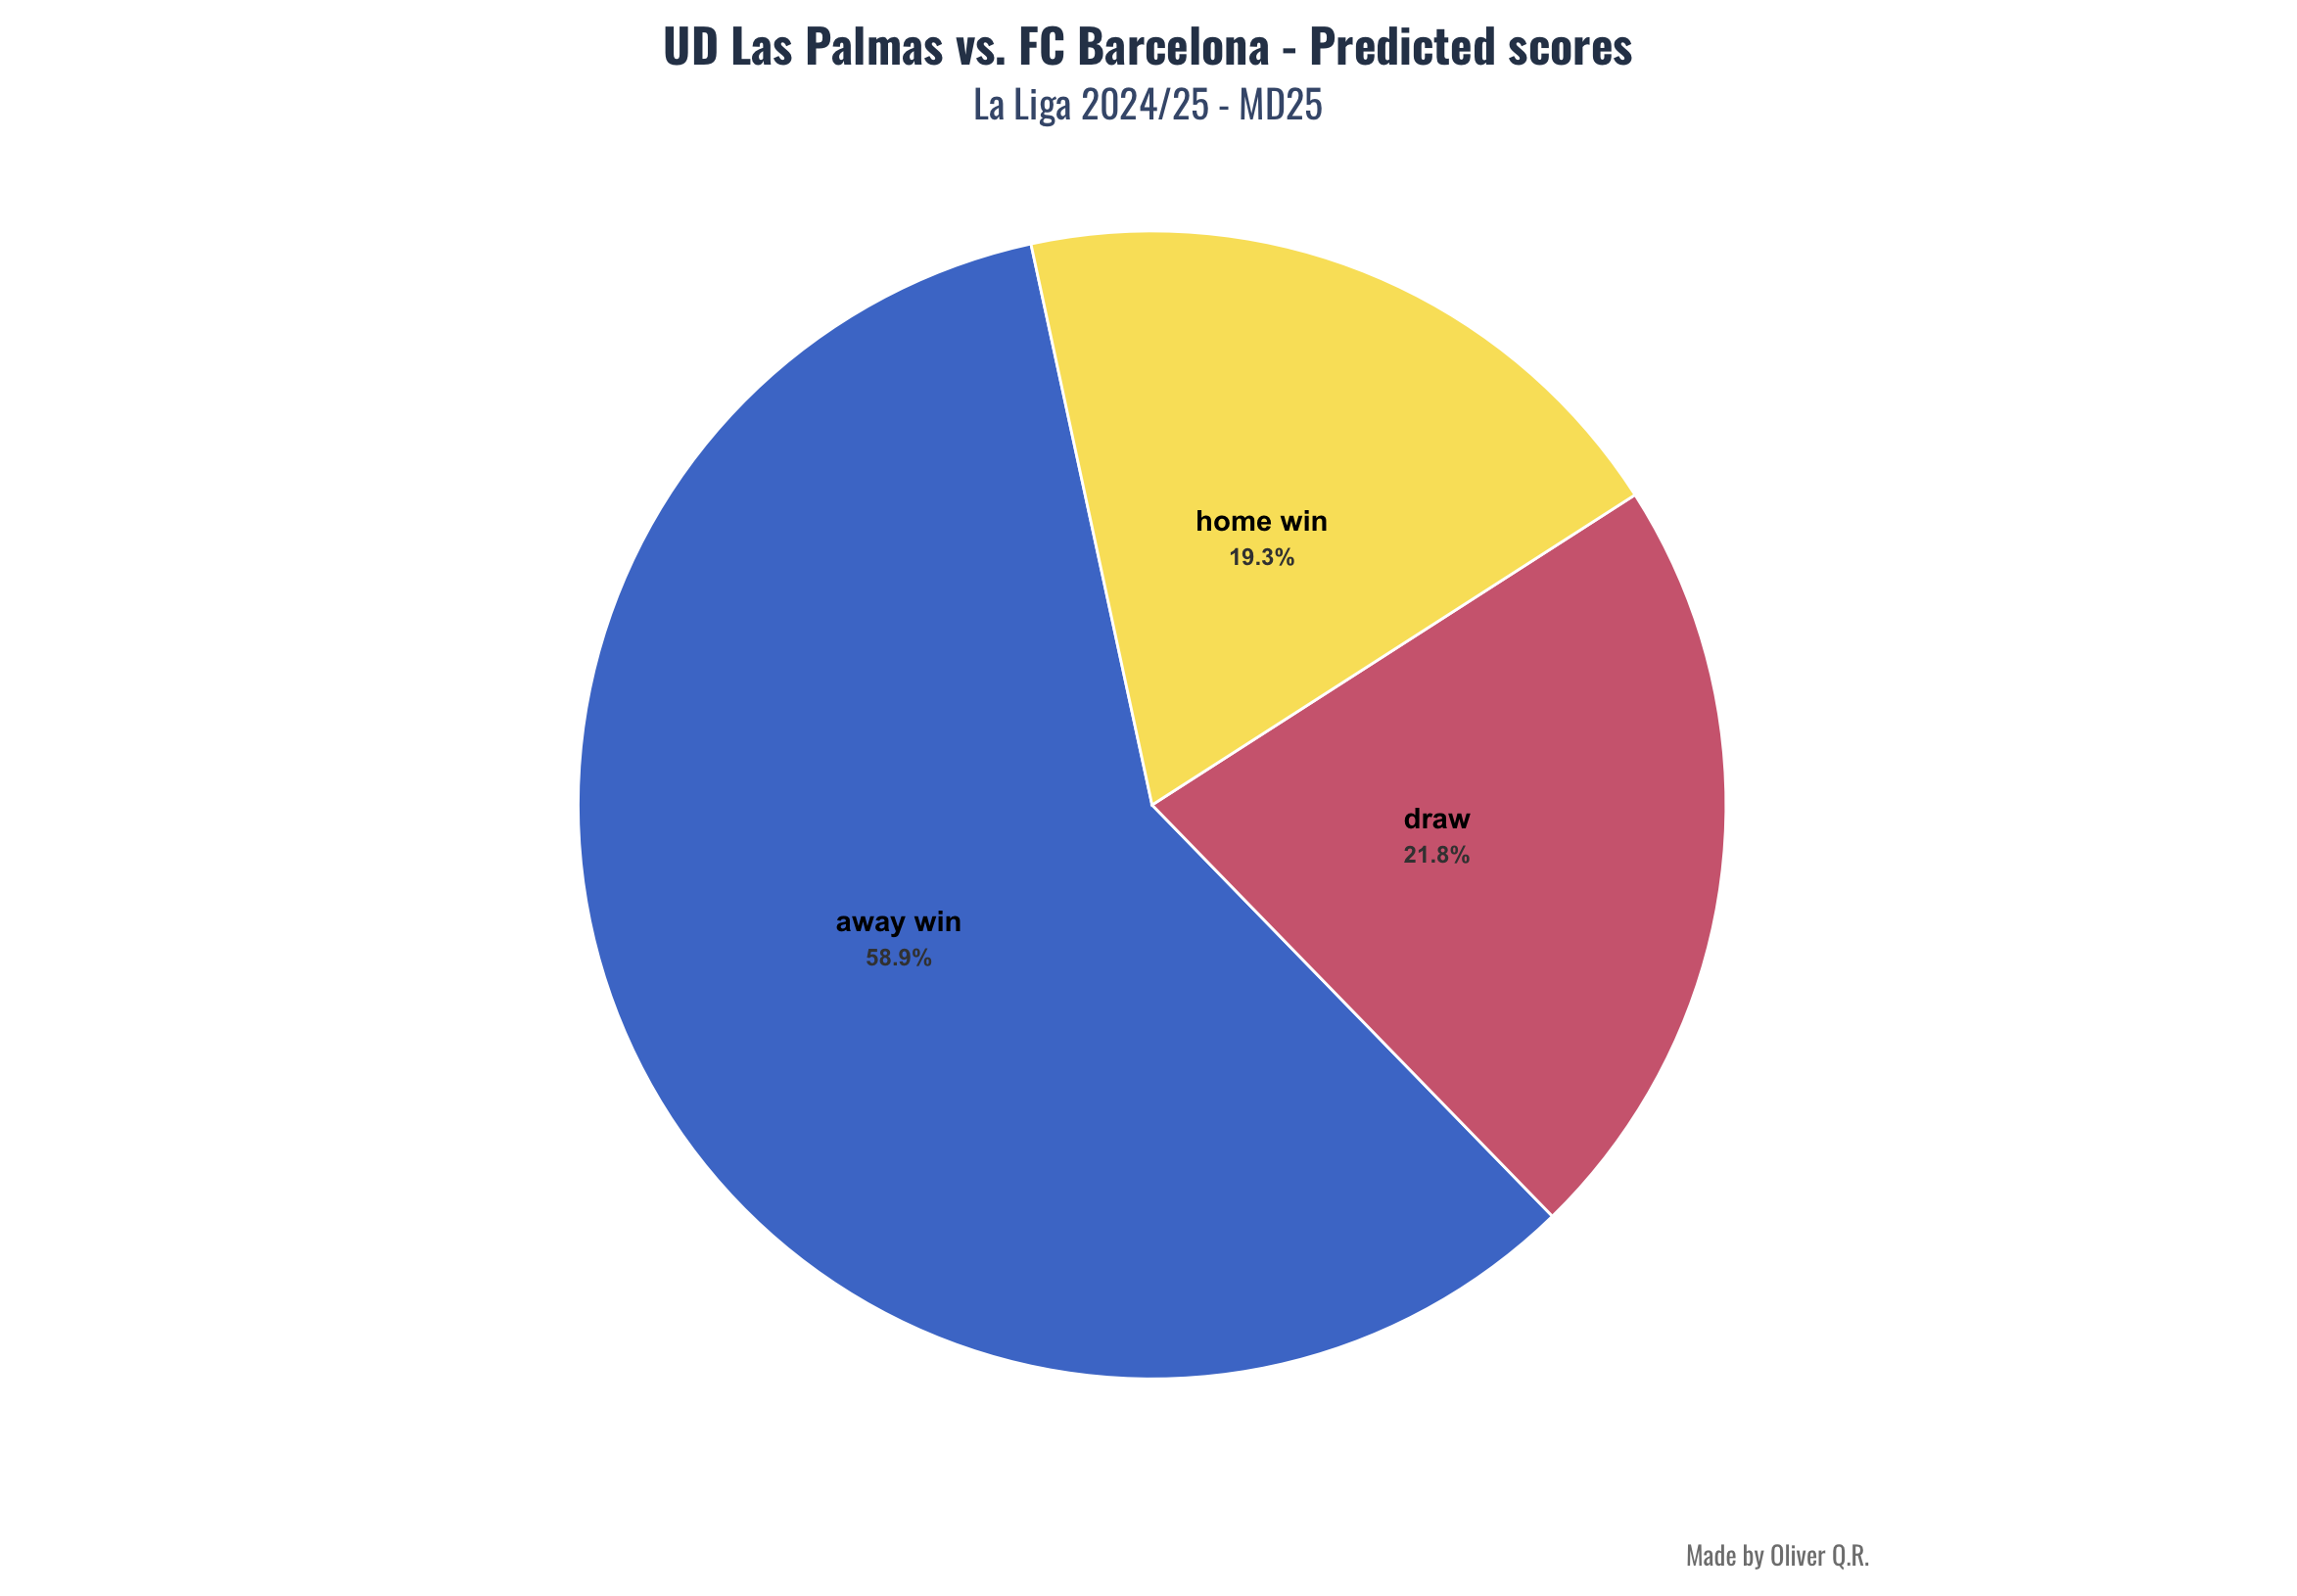 UD Las Palmas vs. FC Barcelona - Predicted scores
La Liga 2024/25 - MD25
home win
19.3%
draw
21.8%
away win
58.9%
Made by Oliver Q.R.